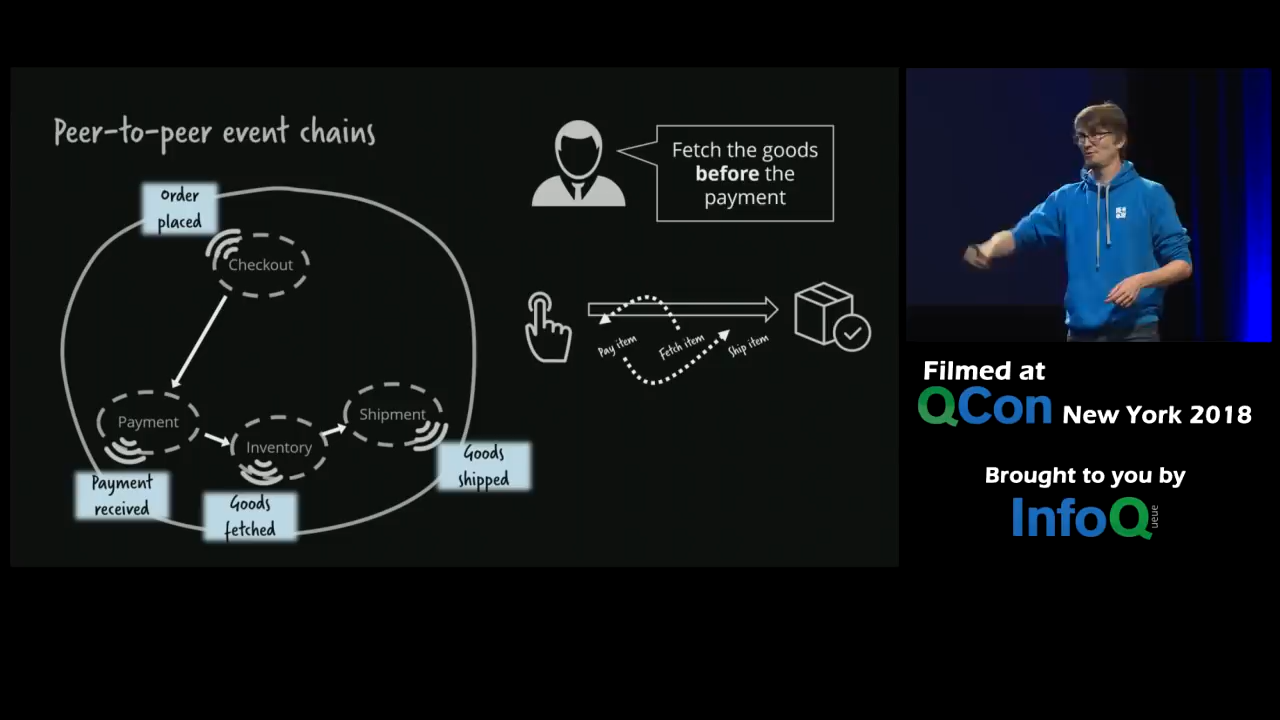 Peer-to-peer event chains
Order
placed
Checkout
Payment
Inventory
Shipment
Payment
received
Goods
fetched
Goods
shipped
Fetch the goods
before the
payment
Pay item
Fetch item
Ship item
Filmed at
QCon New York 2018
Brought to you by
InfoQ
ueue